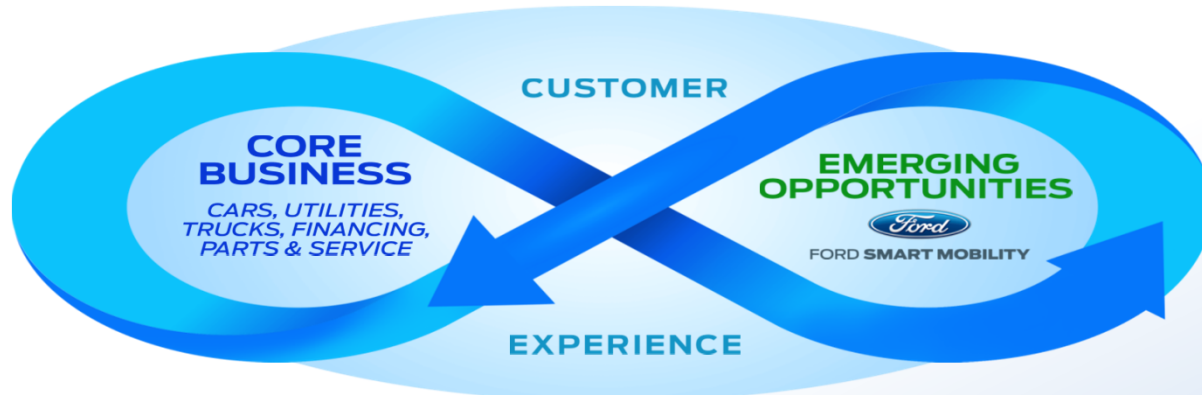 CUSTOMER
CORE
BUSINESS
CARS, UTILITIES,
TRUCKS, FINANCING,
PARTS & SERVICE
EMERGING
OPPORTUNITIES
Ford
FORD SMART MOBILITY
EXPERIENCE